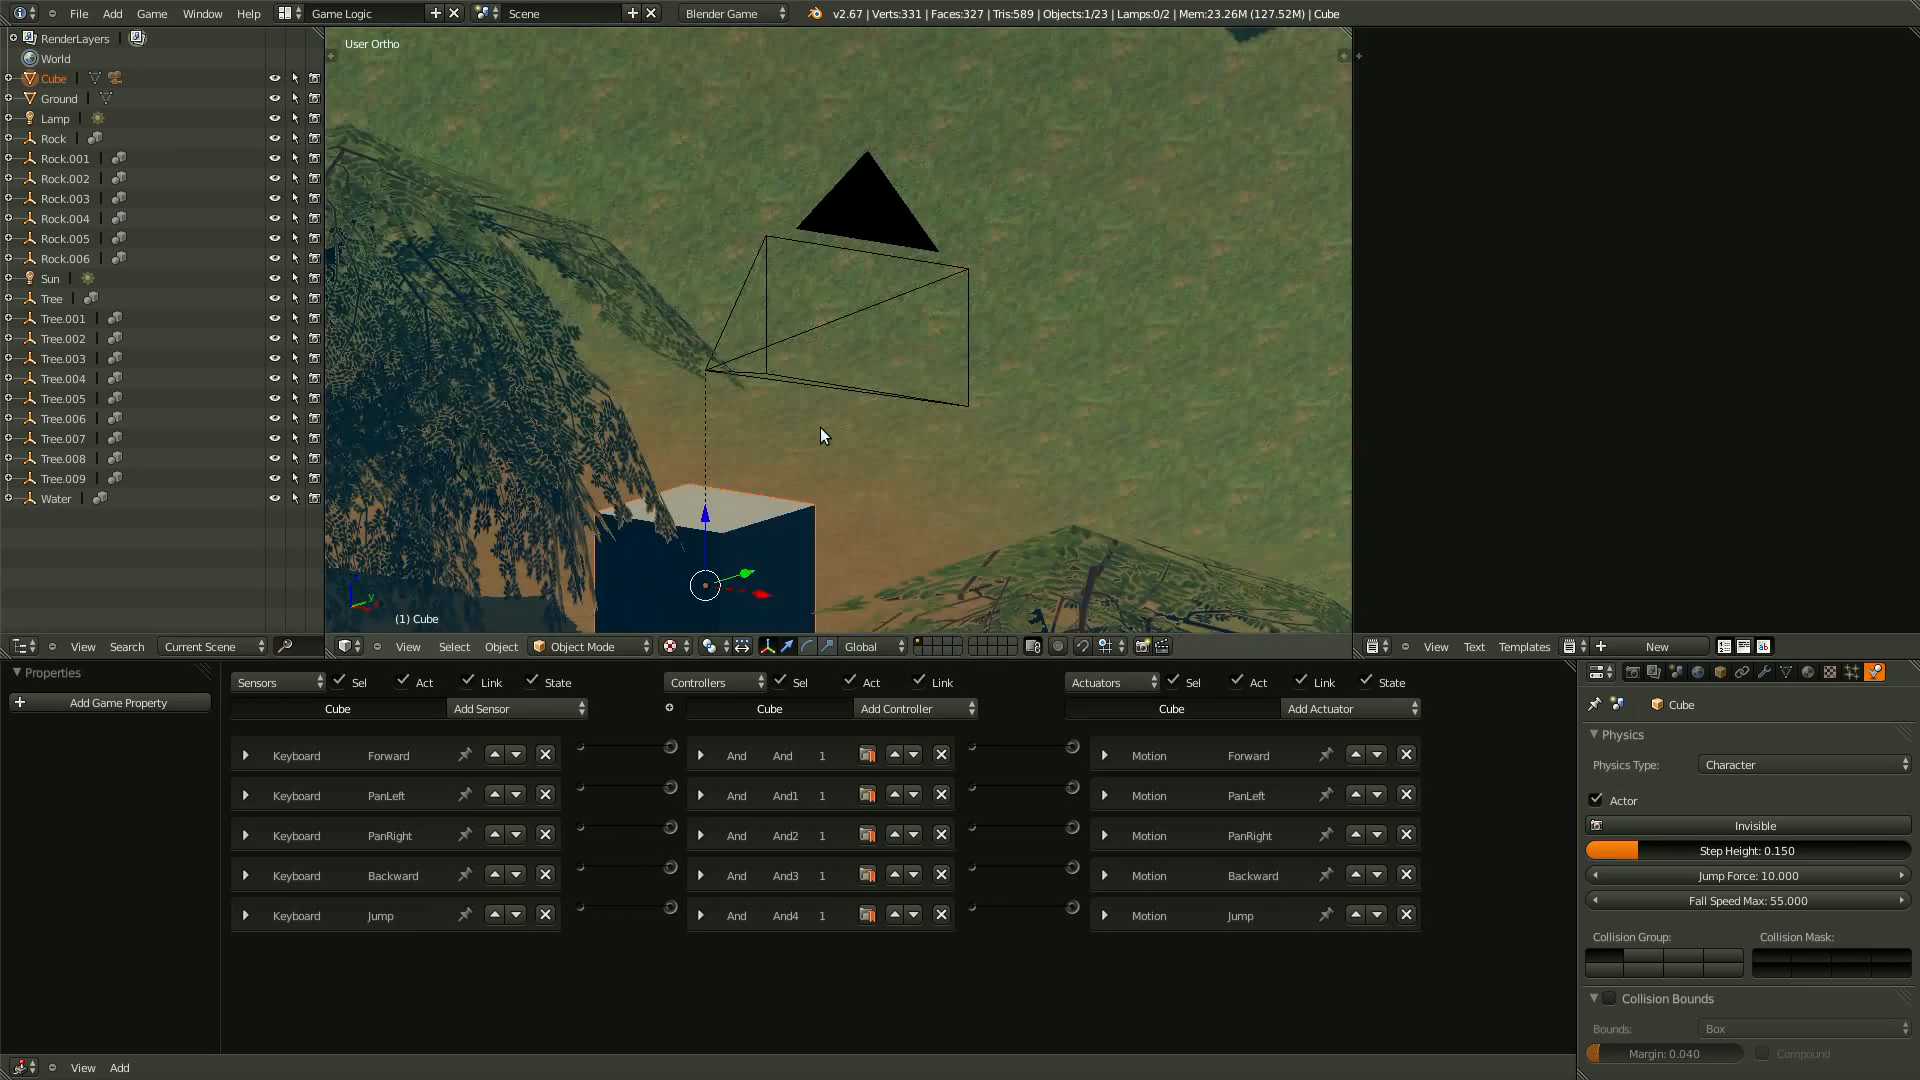 File Add Game Window Help Game Logic Scene Blender Game v2.67 | Verts:331 | Faces:327 | Tris:589 | Objects:1/23 | Lamps:0/2 | Mem:23.26M (127.52M) | Cube
RenderLayers
World
Cube
Ground
Lamp
Rock
Rock.001
Rock.002
Rock.003
Rock.004
Rock.005
Rock.006
Sun
Tree
Tree.001
Tree.002
Tree.003
Tree.004
Tree.005
Tree.006
Tree.007
Tree.008
Tree.009
Water
User Ortho
y
(1) Cube
View Search Current Scene
View Select Object Object Mode Global
View Text Templates New
Properties
Add Game Property
Sensors Sel Act Link State Controllers Sel Act Link Actuators Sel Act Link State
Cube Add Sensor Cube Add Controller Cube Add Actuator
Keyboard Forward And And 1 Motion Forward
Keyboard PanLeft And And1 1 Motion PanLeft
Keyboard PanRight And And2 1 Motion PanRight
Keyboard Backward And And3 1 Motion Backward
Keyboard Jump And And4 1 Motion Jump
Cube
Physics
Physics Type: Character
Actor
Invisible
Step Height: 0.150
Jump Force: 10.000
Fall Speed Max: 55.000
Collision Group: Collision Mask:
Collision Bounds
Bounds: Box
Margin: 0.040 Compound
View Add